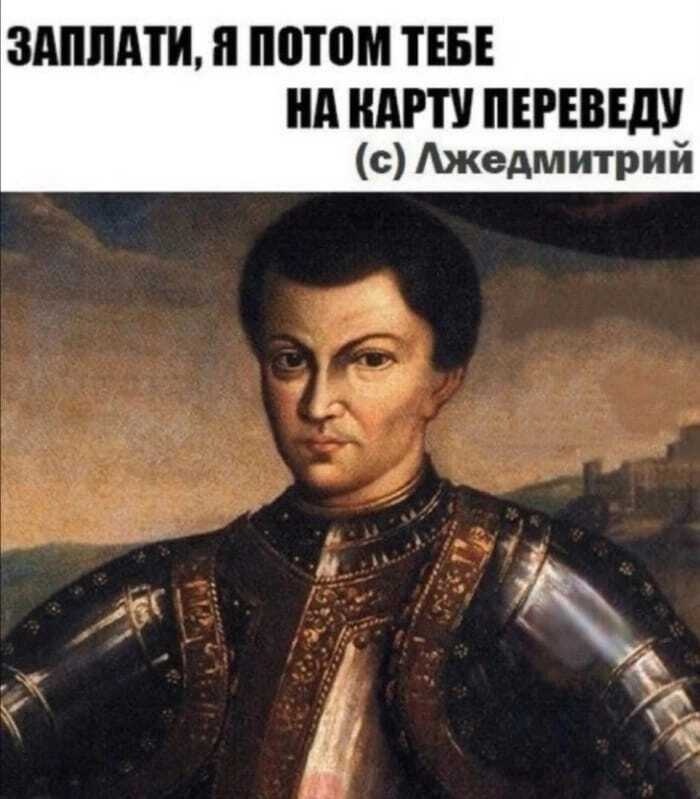 ЗАПЛАТИ, Я ПОТОМ ТЕБЕ
НА КАРТУ ПЕРЕВЕДУ
(с) Лжедмитрий